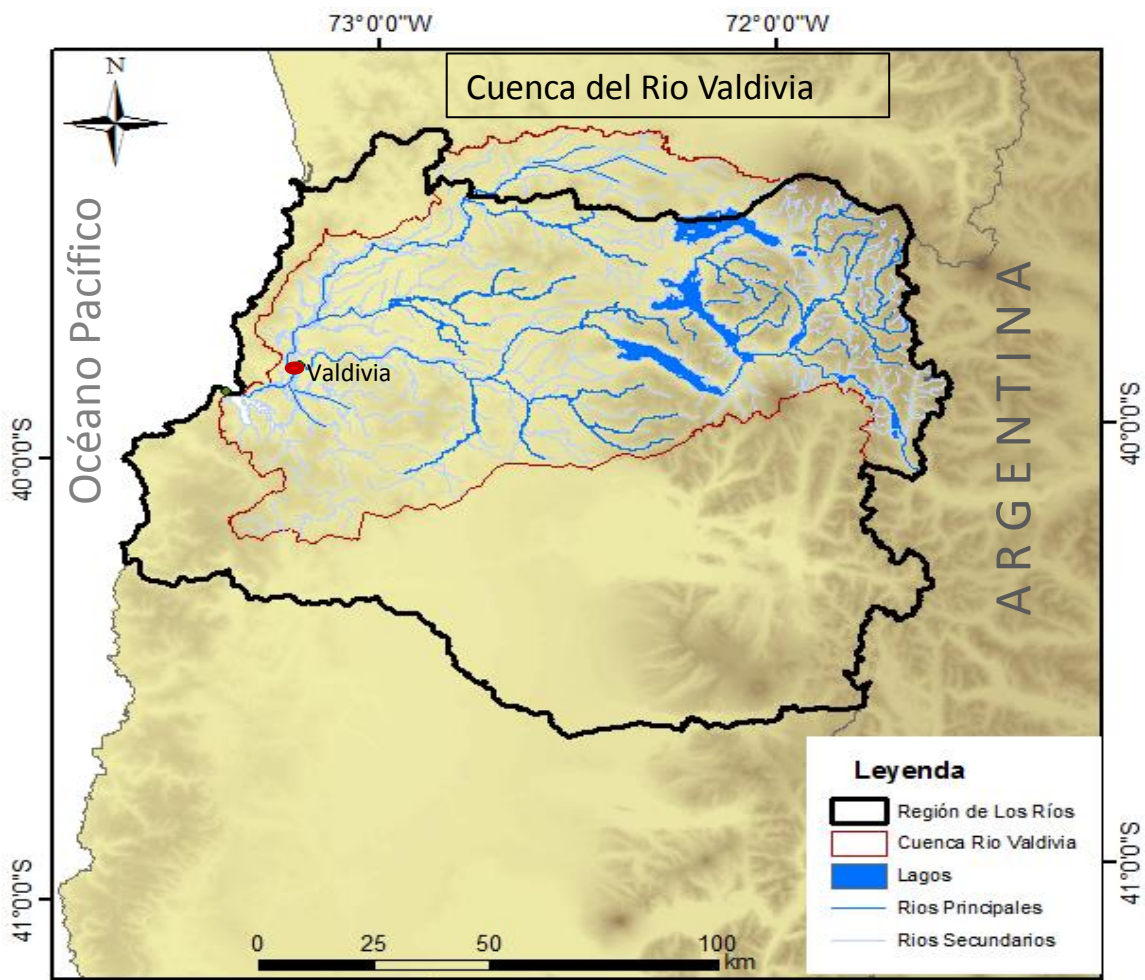 73°0'0"W
72°0'0"W
N
Cuenca del Rio Valdivia
Océano Pacífico
Valdivia
ARGENTINA
40°0'0"S
40°0'0"S
41°0'0"S
41°0'0"S
Leyenda
Región de Los Ríos
Cuenca Rio Valdivia
Lagos
Rios Principales
Rios Secundarios
0 25 50 100
km